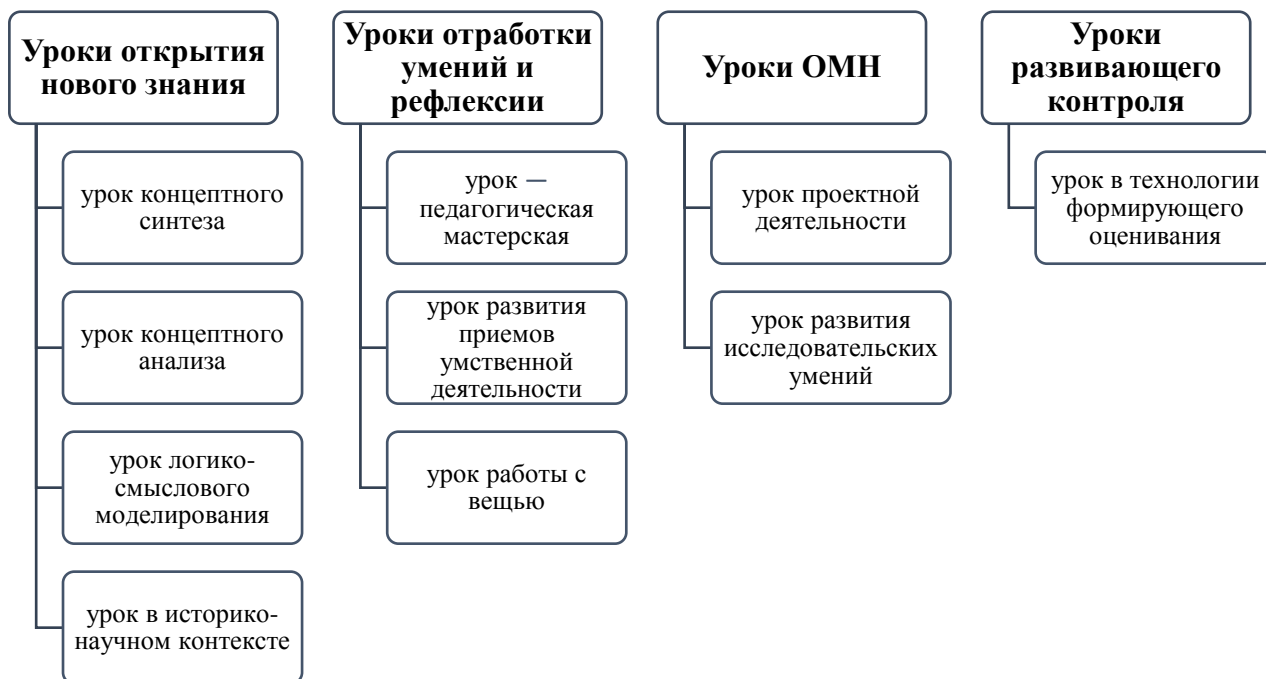 Уроки открытия
нового знания
урок концептного
синтеза
урок концептного
анализа
урок логико-
смыслового
моделирования
урок в историко-
научном контексте
Уроки отработки
умений и
рефлексии
урок —
педагогическая
мастерская
урок развития
приемов
умственной
деятельности
урок работы с
вещью
Уроки ОМН
урок проектной
деятельности
урок развития
исследовательских
умений
Уроки
развивающего
контроля
урок в технологии
формирующего
оценивания